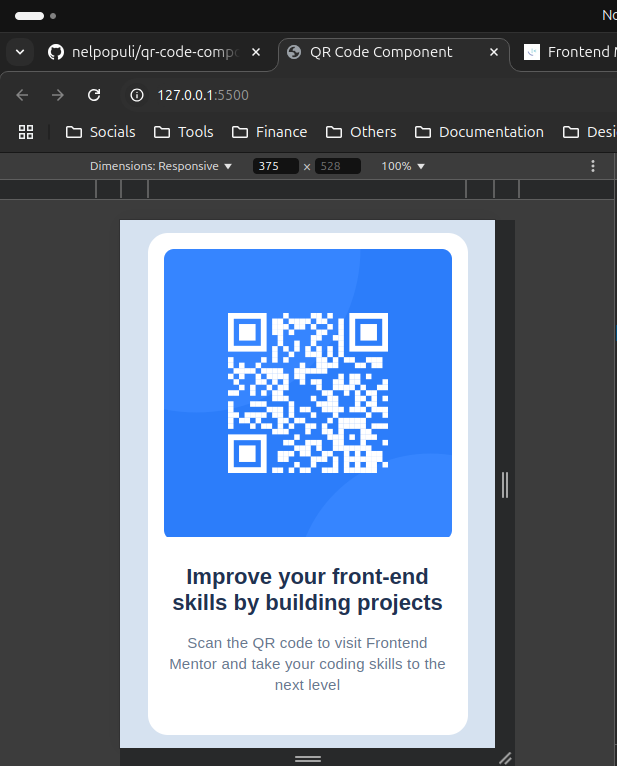 No
nelpopuli/qr-code-compo
QR Code Component
Frontend M
127.0.0.1:5500
Socials
Tools
Finance
Others
Documentation
Desi
Dimensions: Responsive
375
×
528
100%
Improve your front-end
skills by building projects
Scan the QR code to visit Frontend
Mentor and take your coding skills to the
next level